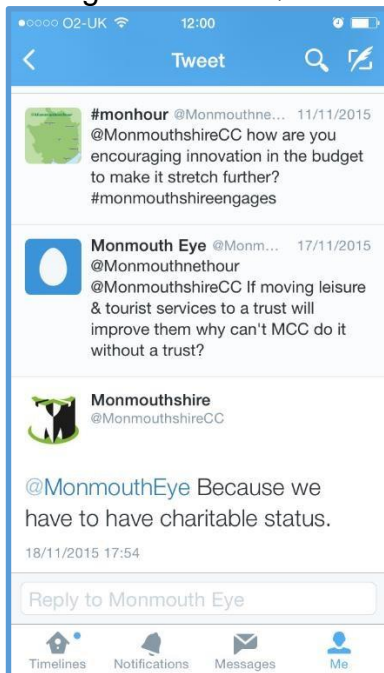 O2-UK 12:00
Tweet
#monhour @Monmouthne... 11/11/2015
@MonmouthshireCC how are you
encouraging innovation in the budget
to make it stretch further?
#monmouthshireengages
Monmouth Eye @Monm... 17/11/2015
@Monmouthnethour
@MonmouthshireCC If moving leisure
& tourist services to a trust will
improve them why can't MCC do it
without a trust?
Monmouthshire
@MonmouthshireCC
@MonmouthEye Because we
have to have charitable status.
18/11/2015 17:54
Reply to Monmouth Eye
Timelines Notifications Messages Me